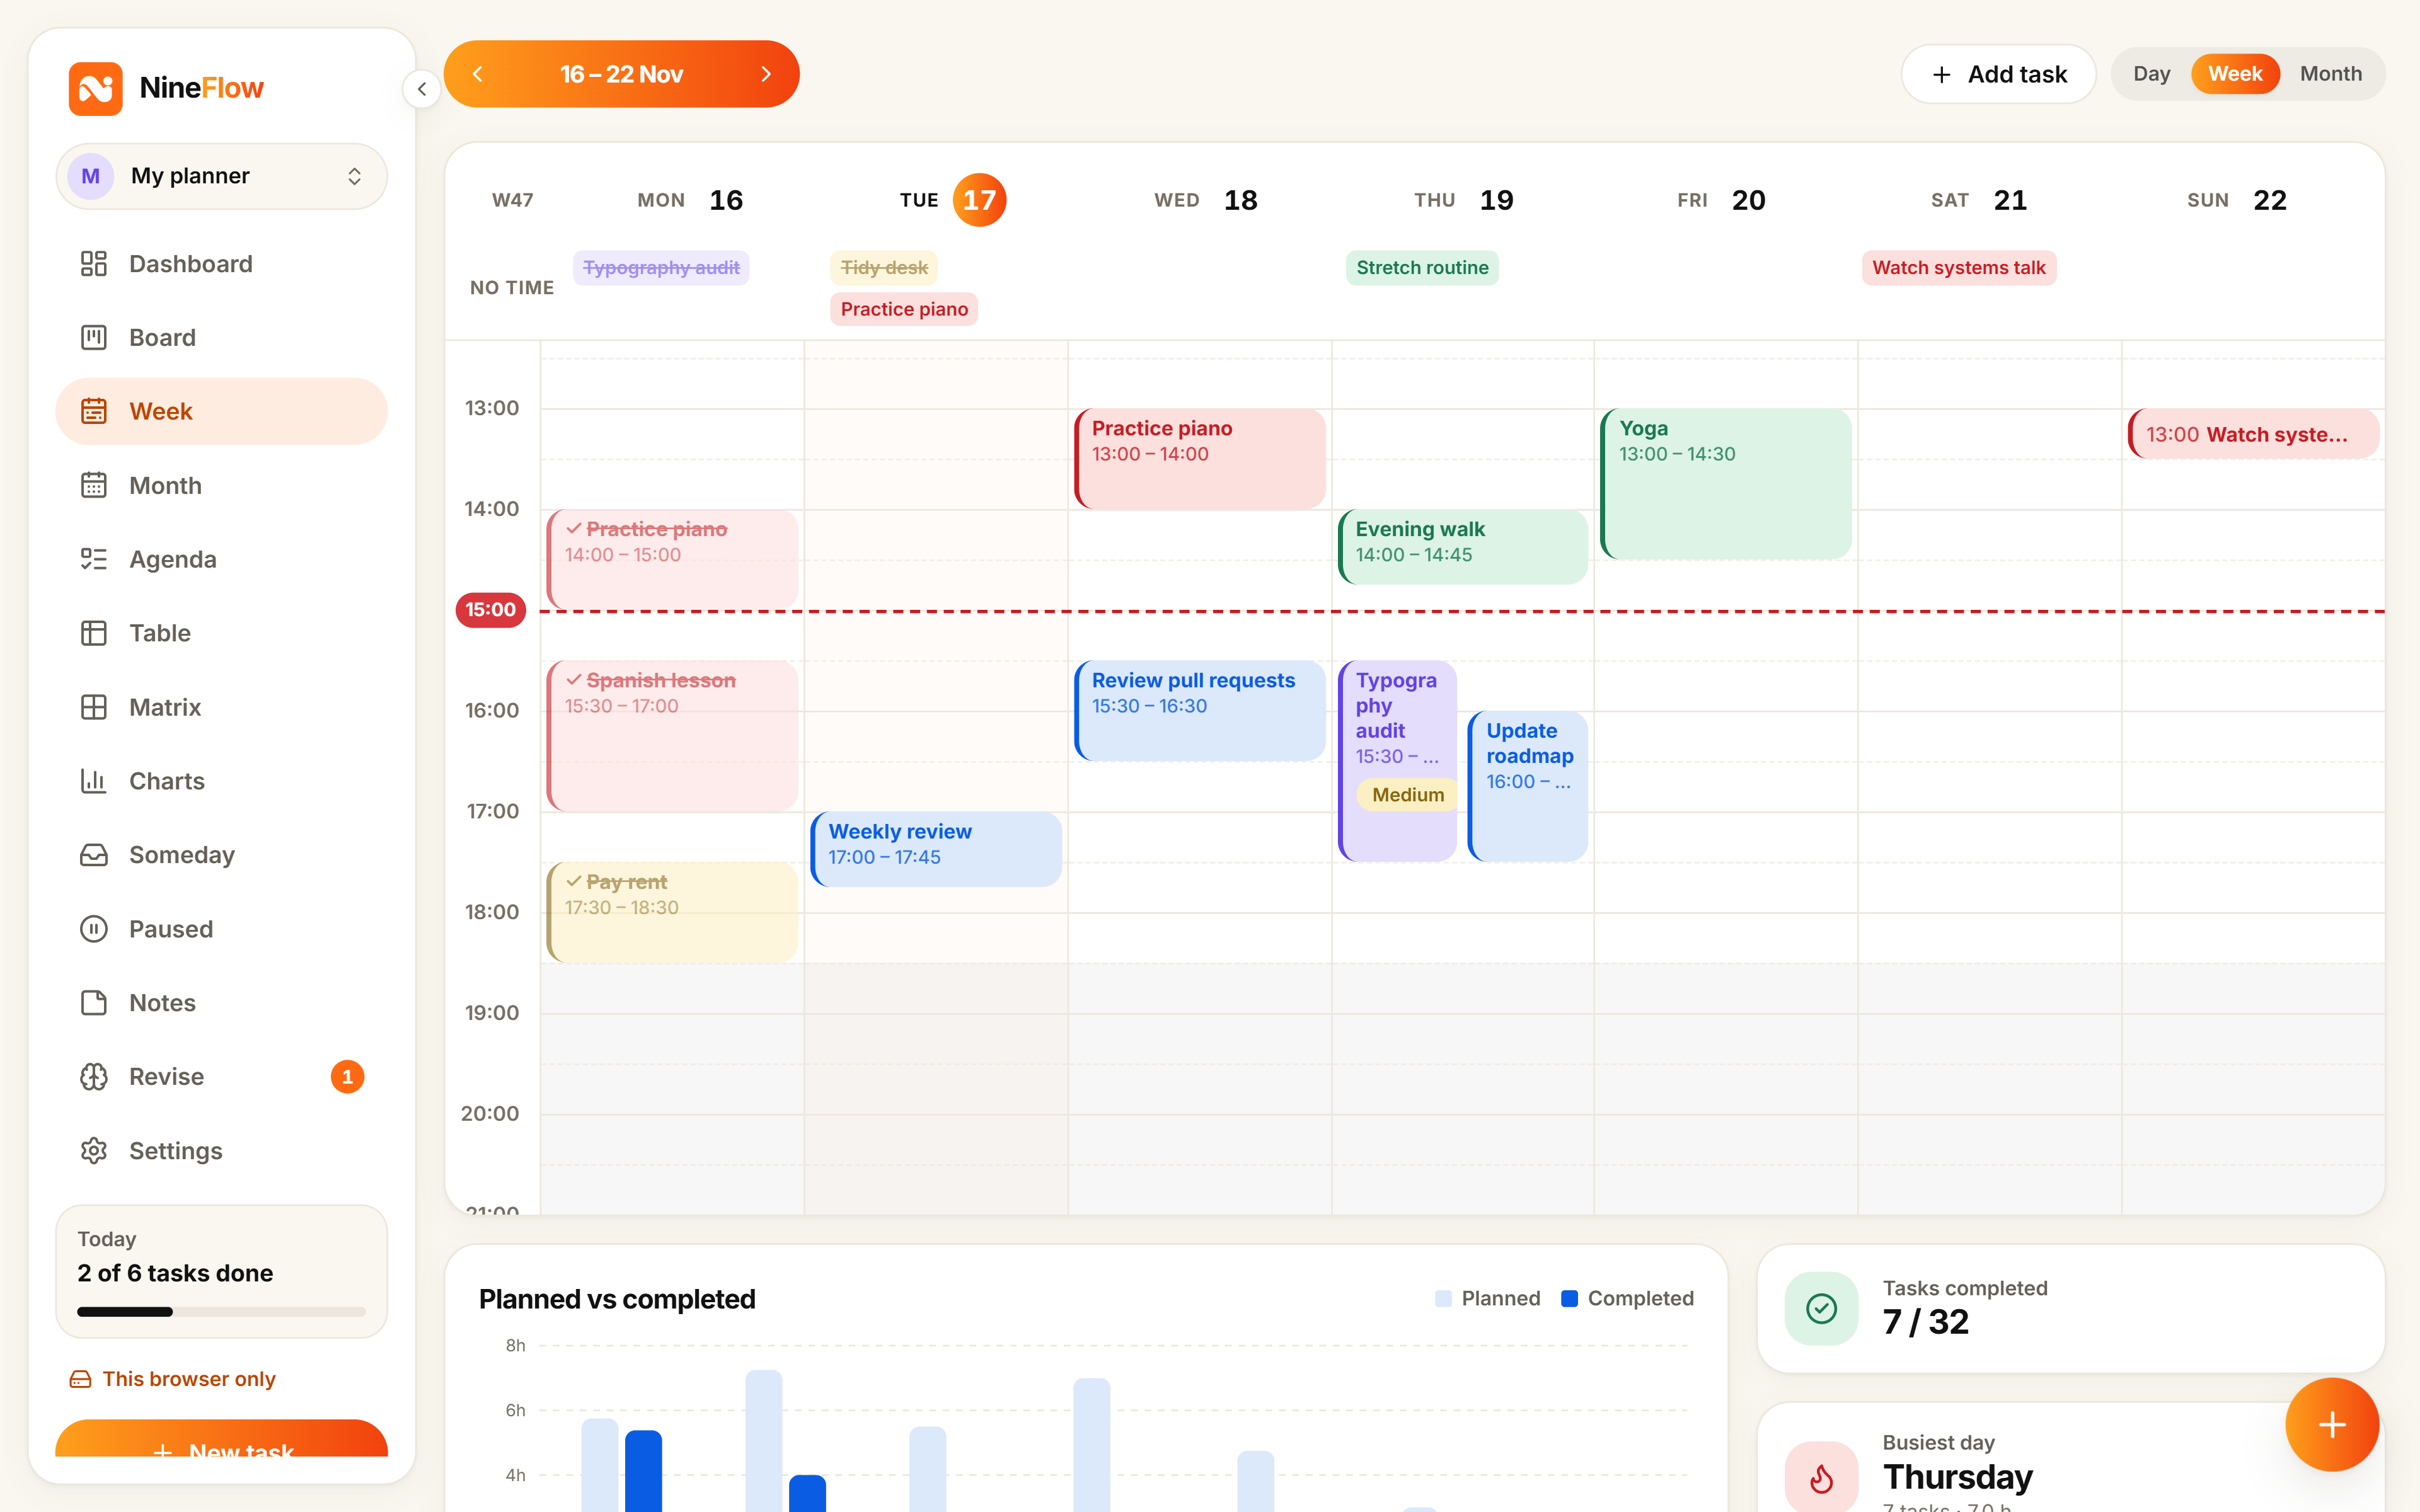 NineFlow
M My planner
Dashboard
Board
Week
Month
Agenda
Table
Matrix
Charts
Someday
Paused
Notes
Revise 1
Settings
Today
2 of 6 tasks done
This browser only
New task
16 – 22 Nov
Add task
Day Week Month
W47 MON 16 TUE 17 WED 18 THU 19 FRI 20 SAT 21 SUN 22
NO TIME
Typography audit
Tidy desk
Practice piano
Stretch routine
Watch systems talk
13:00
14:00
15:00
16:00
17:00
18:00
19:00
20:00
21:00
Practice piano
14:00 – 15:00
Spanish lesson
15:30 – 17:00
Pay rent
17:30 – 18:30
Weekly review
17:00 – 17:45
Practice piano
13:00 – 14:00
Review pull requests
15:30 – 16:30
Evening walk
14:00 – 14:45
Typogra
phy
audit
15:30 – ...
Medium
Update
roadmap
16:00 – ...
Yoga
13:00 – 14:30
13:00 Watch syste...
Planned vs completed
Planned Completed
8h
6h
4h
Tasks completed
7 / 32
Busiest day
Thursday
7 tasks · 7.0 h